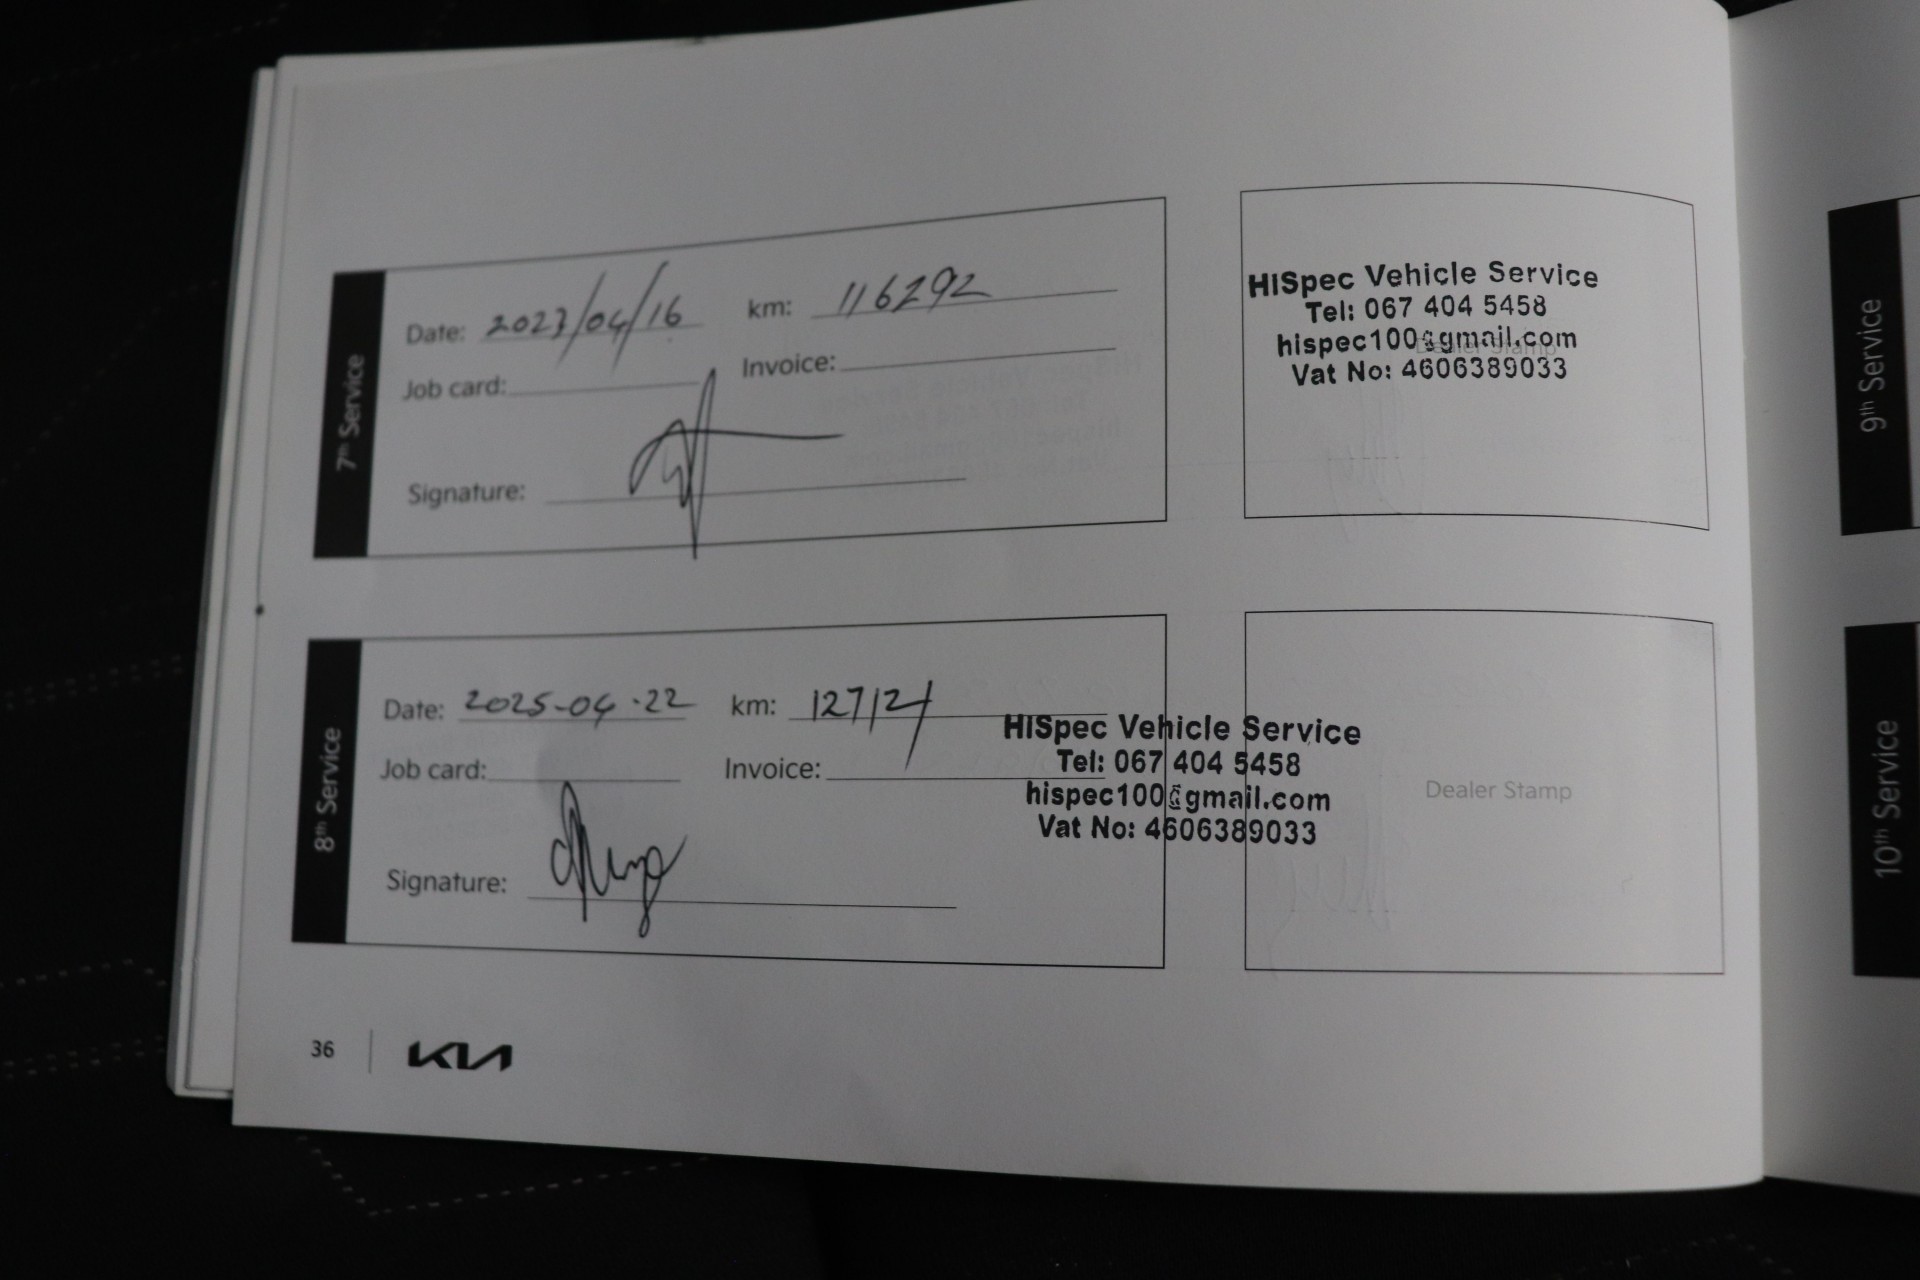 7th Service
Date: 2023/04/16 km: 116292
Job card: Invoice:
Signature:
HiSpec Vehicle Service
Tel: 067 404 5458
hispec100@gmail.com
Vat No: 4606389033
8th Service
Date: 2025-04-22 km:
Job card: Invoice:
Signature:
HiSpec Vehicle Service
Tel: 067 404 5458
hispec100@gmail.com
Vat No: 4606389033
Dealer Stamp
36 KIA
9th Service
10th Service